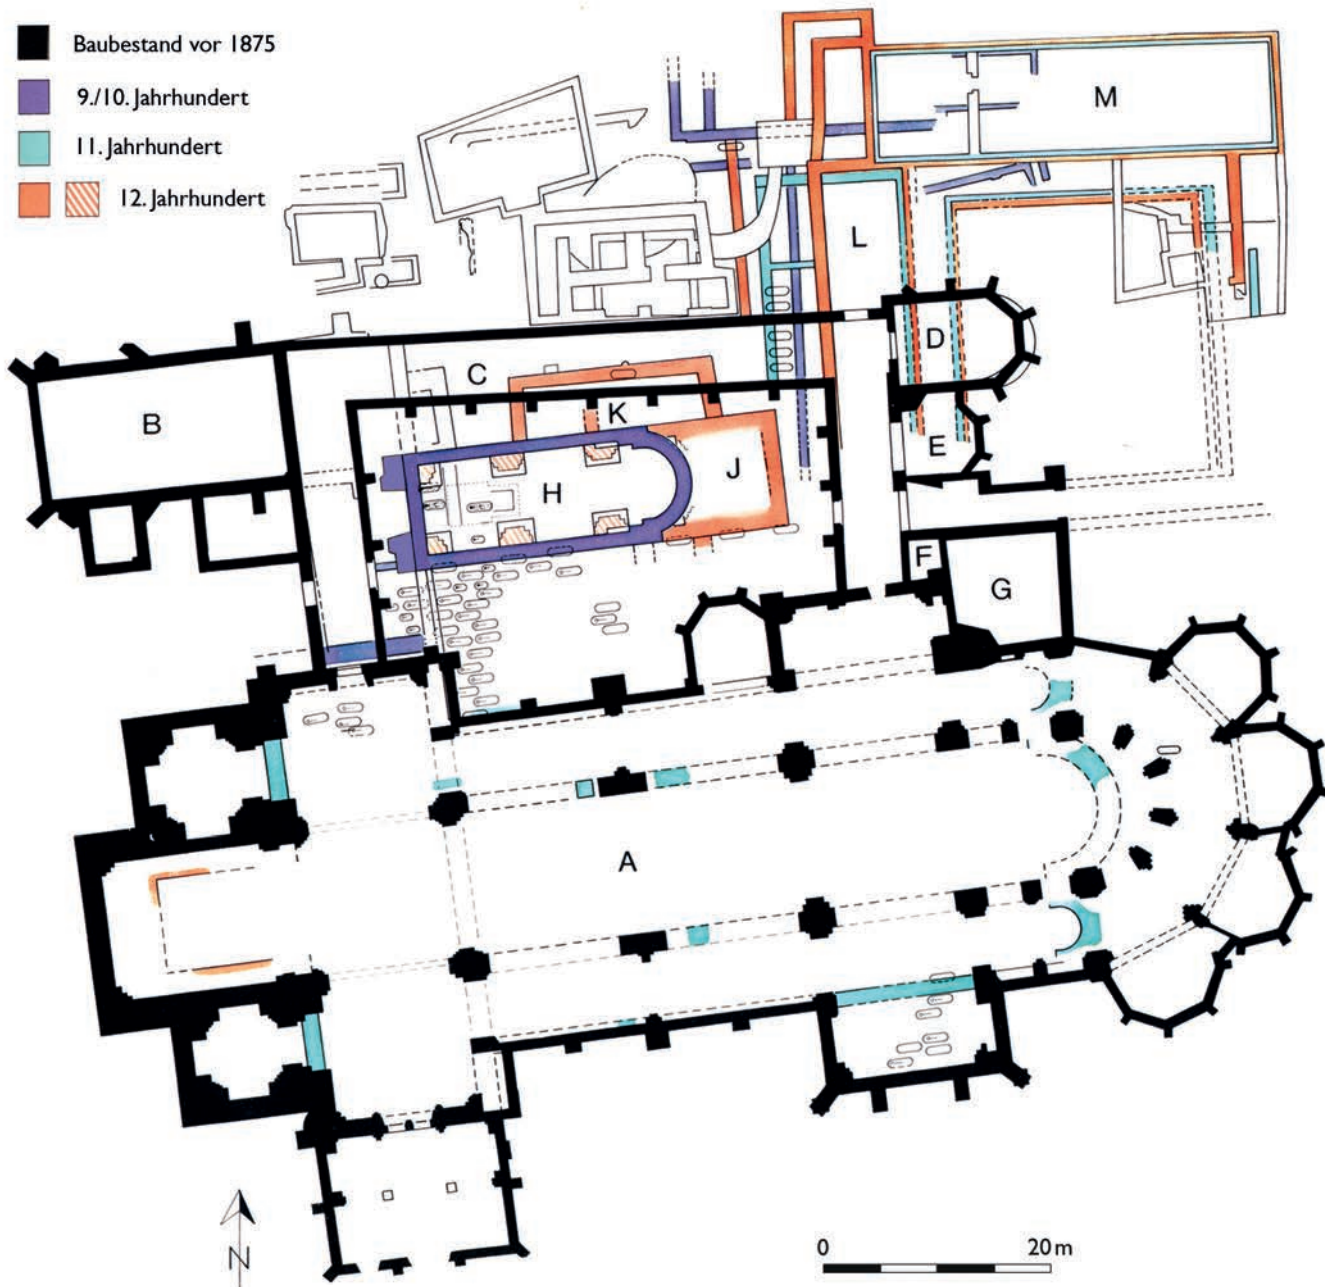 Baubestand vor 1875
9./10. Jahrhundert
11. Jahrhundert
12. Jahrhundert
M
L
D
C
B
K
E
J
H
F
G
A
N
0 20 m